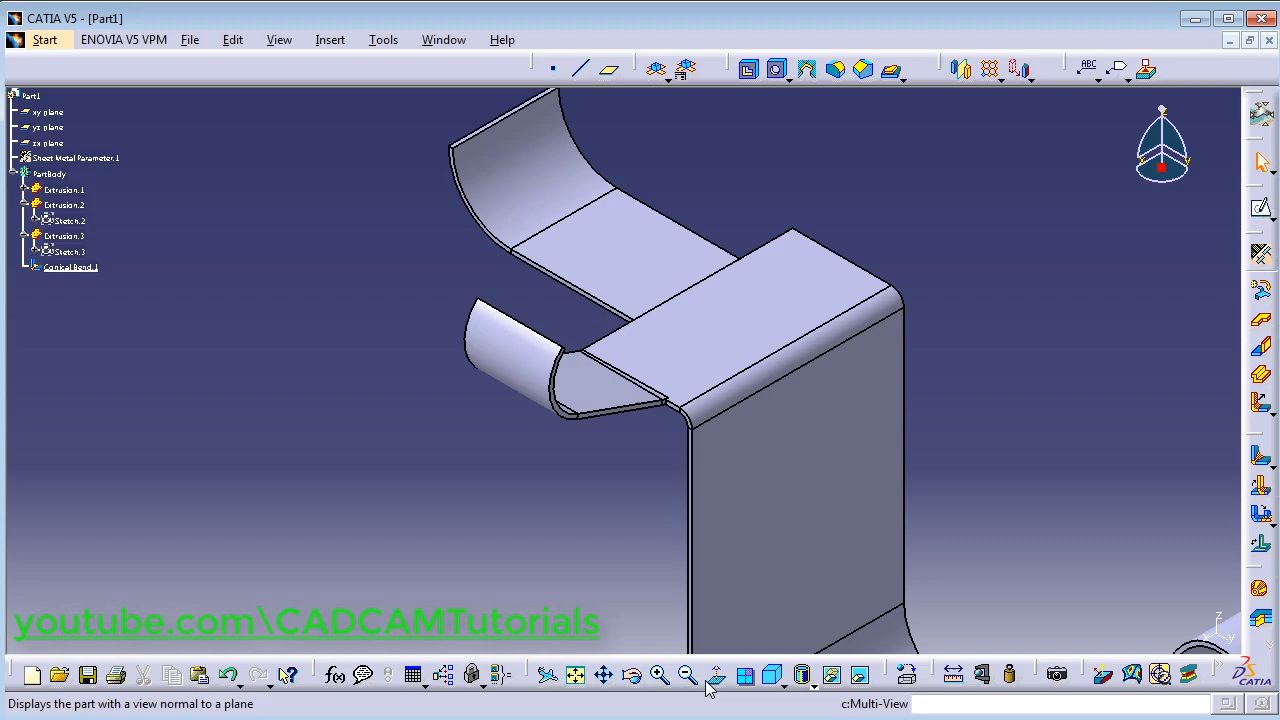 CATIA V5 - [Part1]
Start ENOVIA V5 VPM File Edit View Insert Tools Window Help
ABC
Part1
xy plane
yz plane
zx plane
Sheet Metal Parameter.1
PartBody
Extrusion.1
Extrusion.2
Sketch.2
Extrusion.3
Sketch.3
Conical Bend.1
z
y
youtube.com\CADCAMTutorials
f(x)
CATIA
Displays the part with a view normal to a plane
c:Multi-View